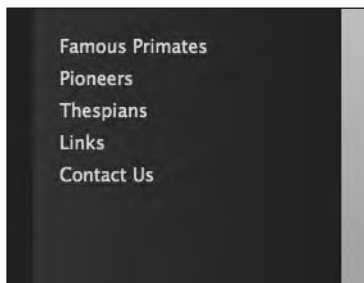 Famous Primates
Pioneers
Thespians
Links
Contact Us